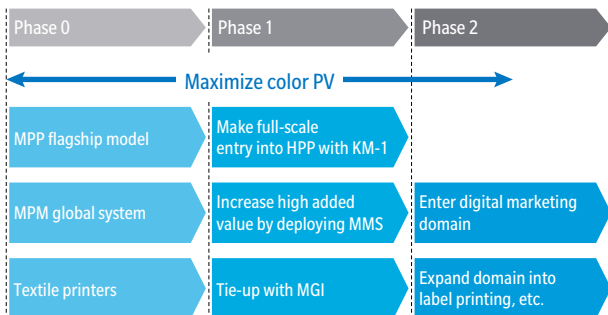 Phase 0
Phase 1
Phase 2
Maximize color PV
MPP flagship model
Make full-scale
entry into HPP with KM-1
MPM global system
Increase high added
value by deploying MMS
Enter digital marketing
domain
Textile printers
Tie-up with MGI
Expand domain into
label printing, etc.